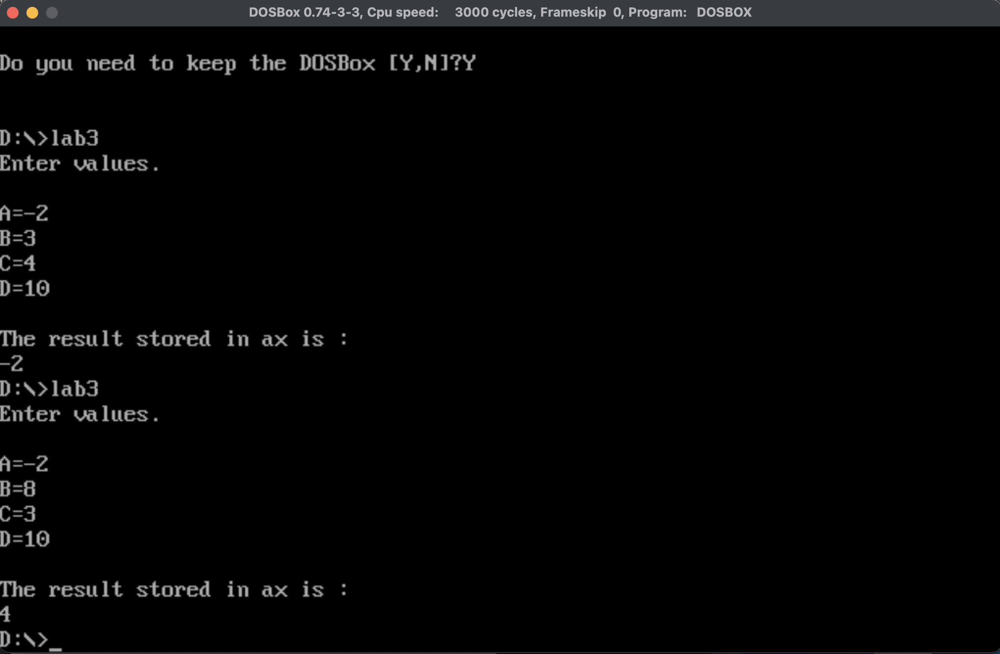 DOSBox 0.74-3-3, Cpu speed: 3000 cycles, Frameskip 0, Program: DOSBOX
Do you need to keep the DOSBox [Y,N]?Y
D:\>lab3
Enter values.
A=-2
B=3
C=4
D=10
The result stored in ax is :
-2
D:\>lab3
Enter values.
A=-2
B=8
C=3
D=10
The result stored in ax is :
4
D:\>_